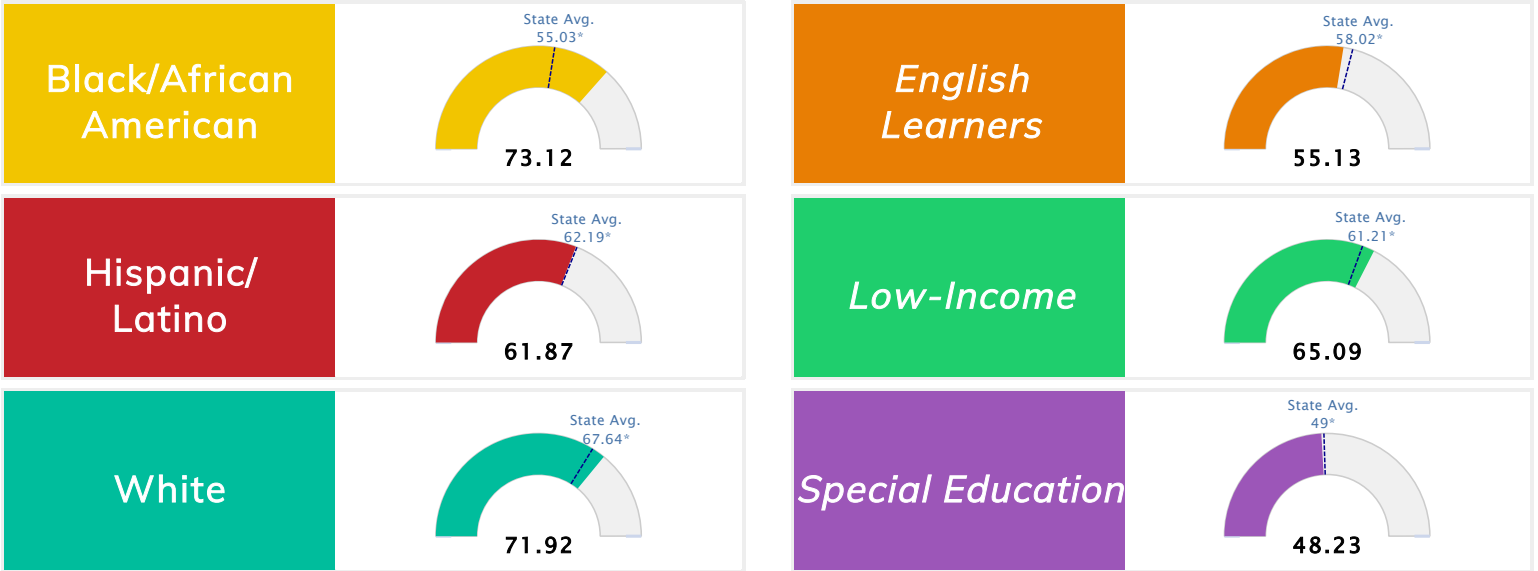 Black/African
American
State Avg.
55.03*
73.12
English
Learners
State Avg.
58.02*
55.13
Hispanic/
Latino
State Avg.
62.19*
61.87
Low-Income
State Avg.
61.21*
65.09
White
State Avg.
67.64*
71.92
Special Education
State Avg.
49*
48.23